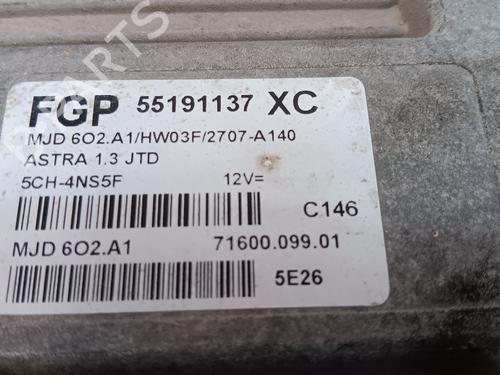 FGP 55191137 XC
MJD 6O2.A1/HW03F/2707-A140
ASTRA 1.3 JTD
5CH-4NS5F 12V=
C146
MJD 6O2.A1 71600.099.01
5E26
PARTS